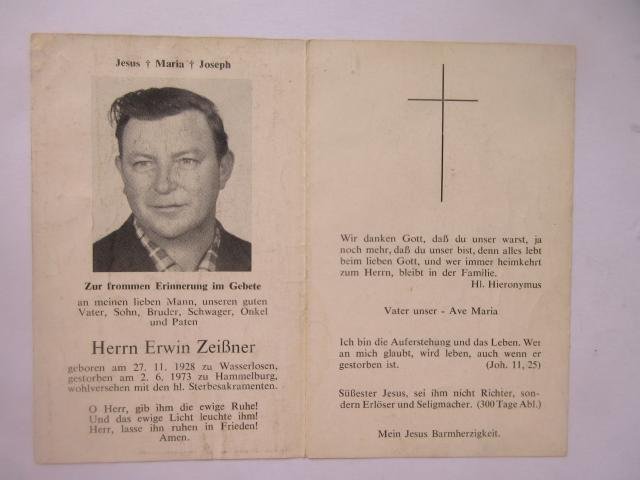 Jesus † Maria † Joseph
Zur frommen Erinnerung im Gebete
an meinen lieben Mann, unseren guten
Vater, Sohn, Bruder, Schwager, Onkel
und Paten
Herrn Erwin Zeißner
geboren am 27. 11. 1928 zu Wasserlosen,
gestorben am 2. 6. 1973 zu Hammelburg,
wohlversehen mit den hl. Sterbesakramenten.
O Herr, gib ihm die ewige Ruhe!
Und das ewige Licht leuchte ihm!
Herr, lasse ihn ruhen in Frieden!
Amen.
Wir danken Gott, daß du unser warst, ja
noch mehr, daß du unser bist, denn alles lebt
beim lieben Gott, und wer immer heimkehrt
zum Herrn, bleibt in der Familie.
Hl. Hieronymus
Vater unser - Ave Maria
Ich bin die Auferstehung und das Leben. Wer
an mich glaubt, wird leben, auch wenn er
gestorben ist. (Joh. 11, 25)
Süßester Jesus, sei ihm nicht Richter, son-
dern Erlöser und Seligmacher. (300 Tage Abl.)
Mein Jesus Barmherzigkeit.